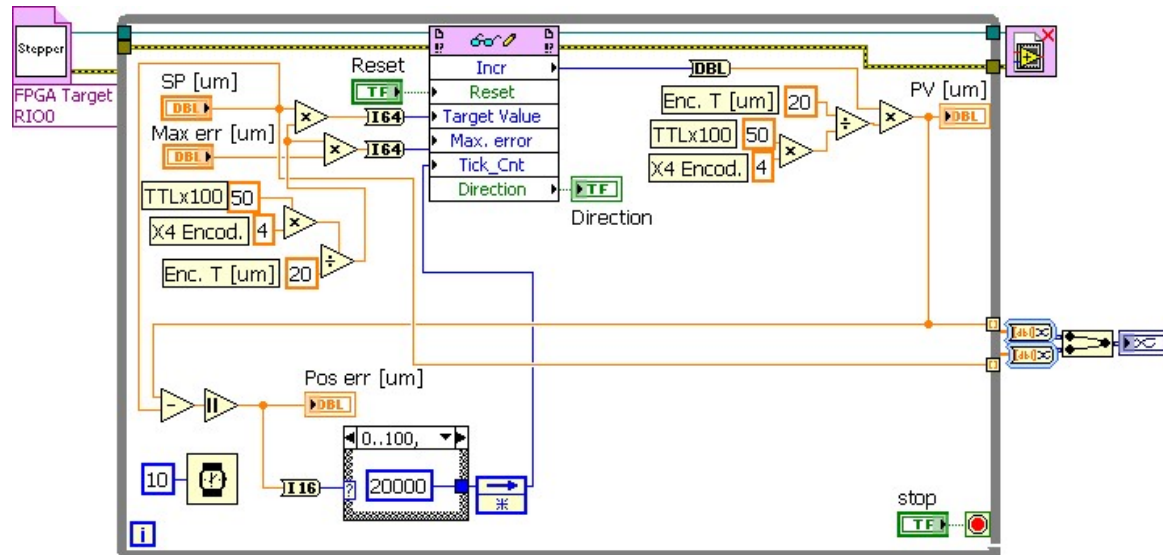 Stepper
FPGA Target
RIO0
SP [um]
DBL
Max err [um]
DBL
Reset
TF
I64
I64
Incr
Reset
Target Value
Max. error
Tick_Cnt
Direction
TF
Direction
DBL
Enc. T [um] 20
TTLx100 50
X4 Encod. 4
PV [um]
DBL
TTLx100 50
X4 Encod. 4
Enc. T [um] 20
[dbl]
[dbl]
Pos err [um]
DBL
0..100,
10
I16
?
20000
stop
TF
i